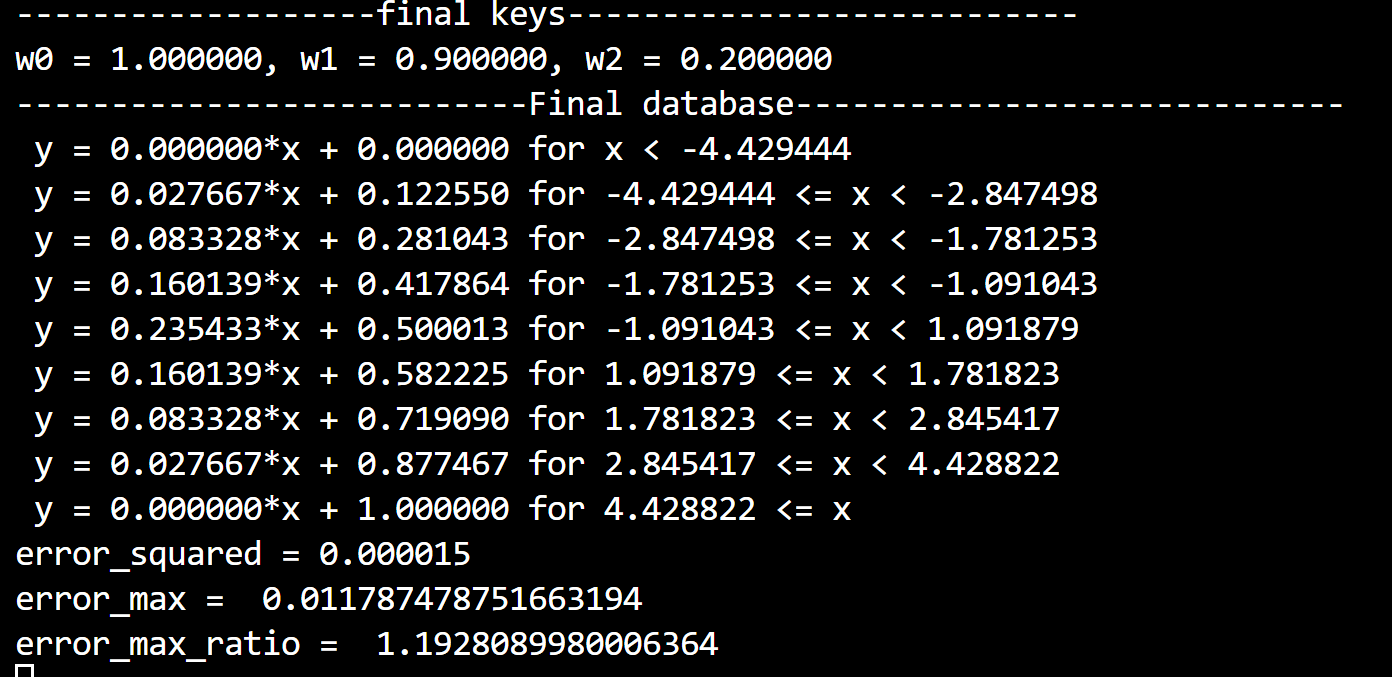 -------------------final keys---------------------------
w0 = 1.000000, w1 = 0.900000, w2 = 0.200000
---------------------------Final database-----------------------------
y = 0.000000*x + 0.000000 for x < -4.429444
y = 0.027667*x + 0.122550 for -4.429444 <= x < -2.847498
y = 0.083328*x + 0.281043 for -2.847498 <= x < -1.781253
y = 0.160139*x + 0.417864 for -1.781253 <= x < -1.091043
y = 0.235433*x + 0.500013 for -1.091043 <= x < 1.091879
y = 0.160139*x + 0.582225 for 1.091879 <= x < 1.781823
y = 0.083328*x + 0.719090 for 1.781823 <= x < 2.845417
y = 0.027667*x + 0.877467 for 2.845417 <= x < 4.428822
y = 0.000000*x + 1.000000 for 4.428822 <= x
error_squared = 0.000015
error_max =  0.011787478751663194
error_max_ratio =  1.1928089980006364